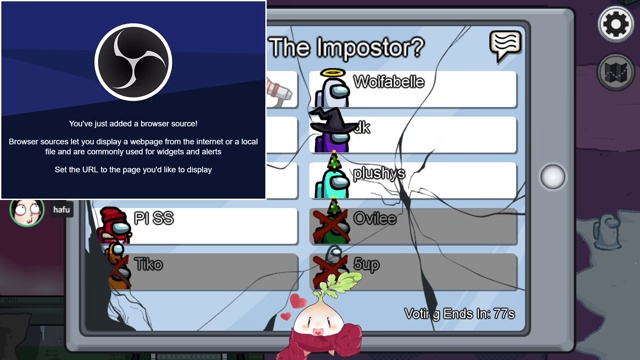 The Impostor?
You've just added a browser source!
Browser sources let you display a webpage from the internet or a local
file and are commonly used for widgets and alerts
Set the URL to the page you'd like to display
Wolfabelle
dk
plushys
hafu
PI SS
Ovilee
Tiko
5up
Voting Ends In: 77s